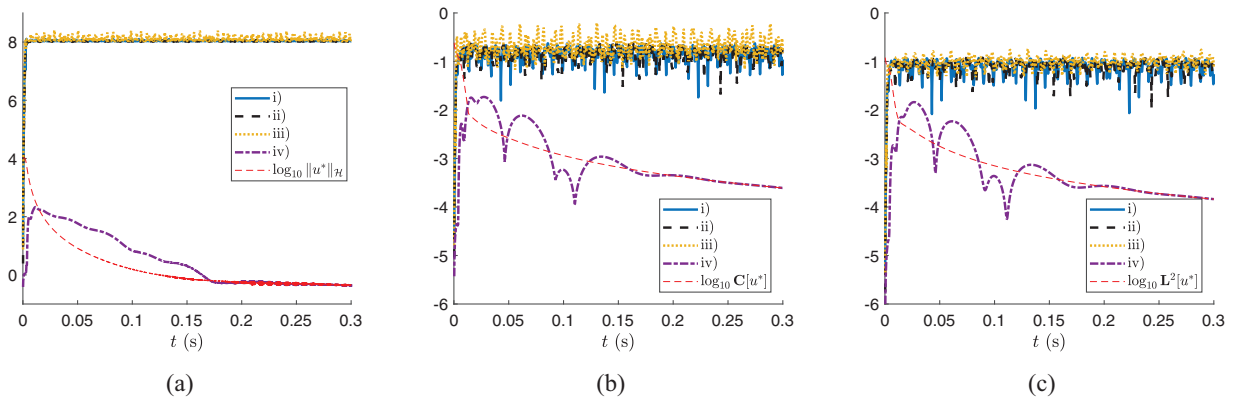 8
6
4
2
0
i)
ii)
iii)
iv)
log₁₀ ‖u*‖_ℋ
0 0.05 0.1 0.15 0.2 0.25 0.3
t (s)
(a)
-0
-1
-2
-3
-4
-5
-6
i)
ii)
iii)
iv)
log₁₀ C[u*]
0 0.05 0.1 0.15 0.2 0.25 0.3
t (s)
(b)
-0
-1
-2
-3
-4
-5
-6
i)
ii)
iii)
iv)
log₁₀ L²[u*]
0 0.05 0.1 0.15 0.2 0.25 0.3
t (s)
(c)